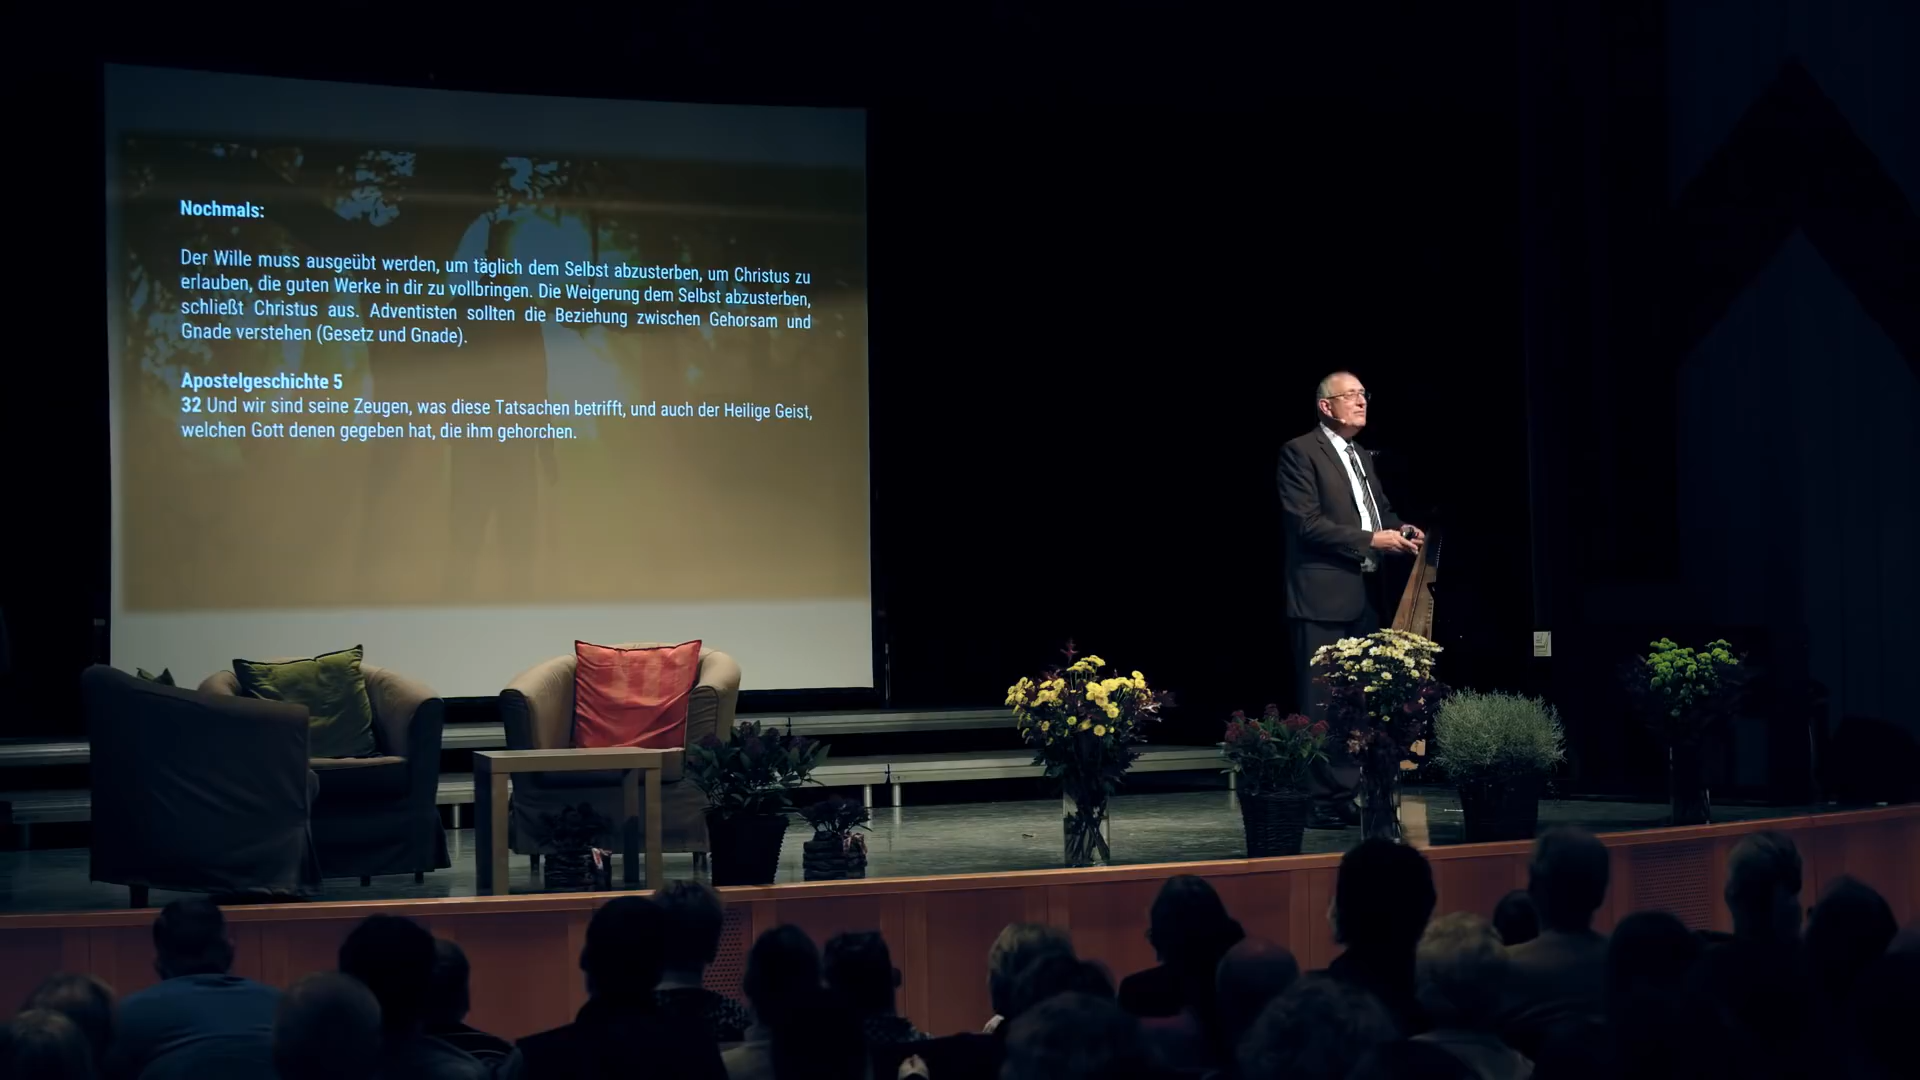 Nochmals:
Der Wille muss ausgeübt werden, um täglich dem Selbst abzusterben, um Christus zu
erlauben, die guten Werke in dir zu vollbringen. Die Weigerung dem Selbst abzusterben,
schließt Christus aus. Adventisten sollten die Beziehung zwischen Gehorsam und
Gnade verstehen (Gesetz und Gnade).
Apostelgeschichte 5
32 Und wir sind seine Zeugen, was diese Tatsachen betrifft, und auch der Heilige Geist,
welchen Gott denen gegeben hat, die ihm gehorchen.